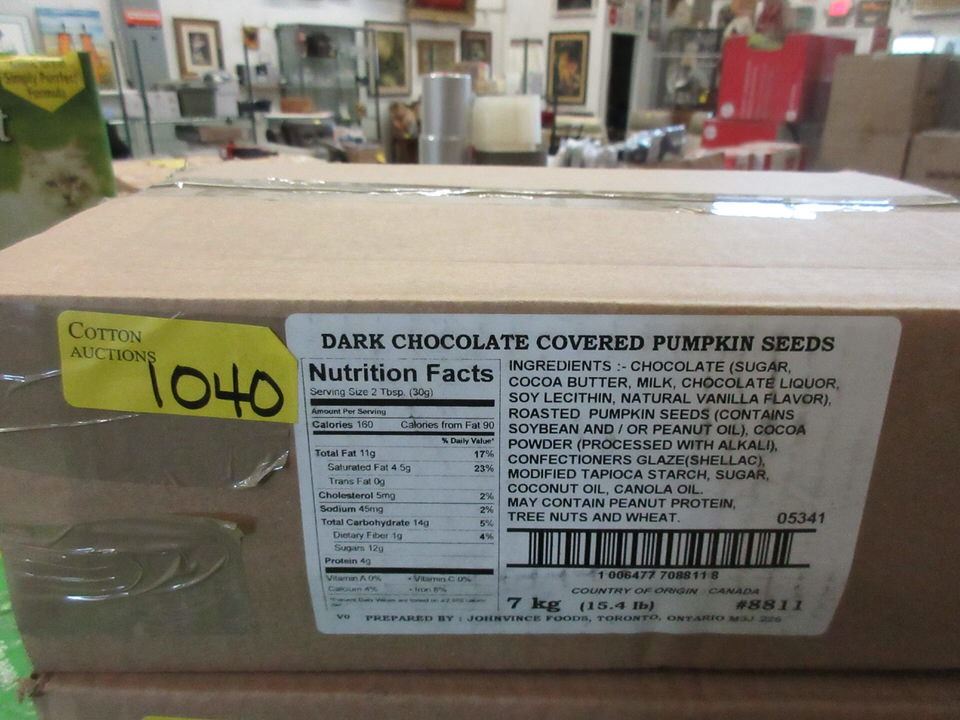 Simply Purrfect
Formula
COTTON
AUCTIONS
1040
DARK CHOCOLATE COVERED PUMPKIN SEEDS
Nutrition Facts
Serving Size 2 Tbsp. (30g)
Amount Per Serving
Calories 160 Calories from Fat 90
% Daily Value*
Total Fat 11g 17%
Saturated Fat 4.5g 23%
Trans Fat 0g
Cholesterol 5mg 2%
Sodium 45mg 2%
Total Carbohydrate 14g 5%
Dietary Fiber 1g 4%
Sugars 12g
Protein 4g
Vitamin A 0% • Vitamin C 0%
Calcium 4% • Iron 8%
INGREDIENTS :- CHOCOLATE (SUGAR,
COCOA BUTTER, MILK, CHOCOLATE LIQUOR,
SOY LECITHIN, NATURAL VANILLA FLAVOR),
ROASTED PUMPKIN SEEDS (CONTAINS
SOYBEAN AND / OR PEANUT OIL), COCOA
POWDER (PROCESSED WITH ALKALI),
CONFECTIONERS GLAZE(SHELLAC),
MODIFIED TAPIOCA STARCH, SUGAR,
COCONUT OIL, CANOLA OIL.
MAY CONTAIN PEANUT PROTEIN,
TREE NUTS AND WHEAT. 05341
1 006477 708811 8
COUNTRY OF ORIGIN CANADA
7 kg (15.4 lb) #8811
V0 PREPARED BY : JOHNVINCE FOODS, TORONTO, ONTARIO M3J